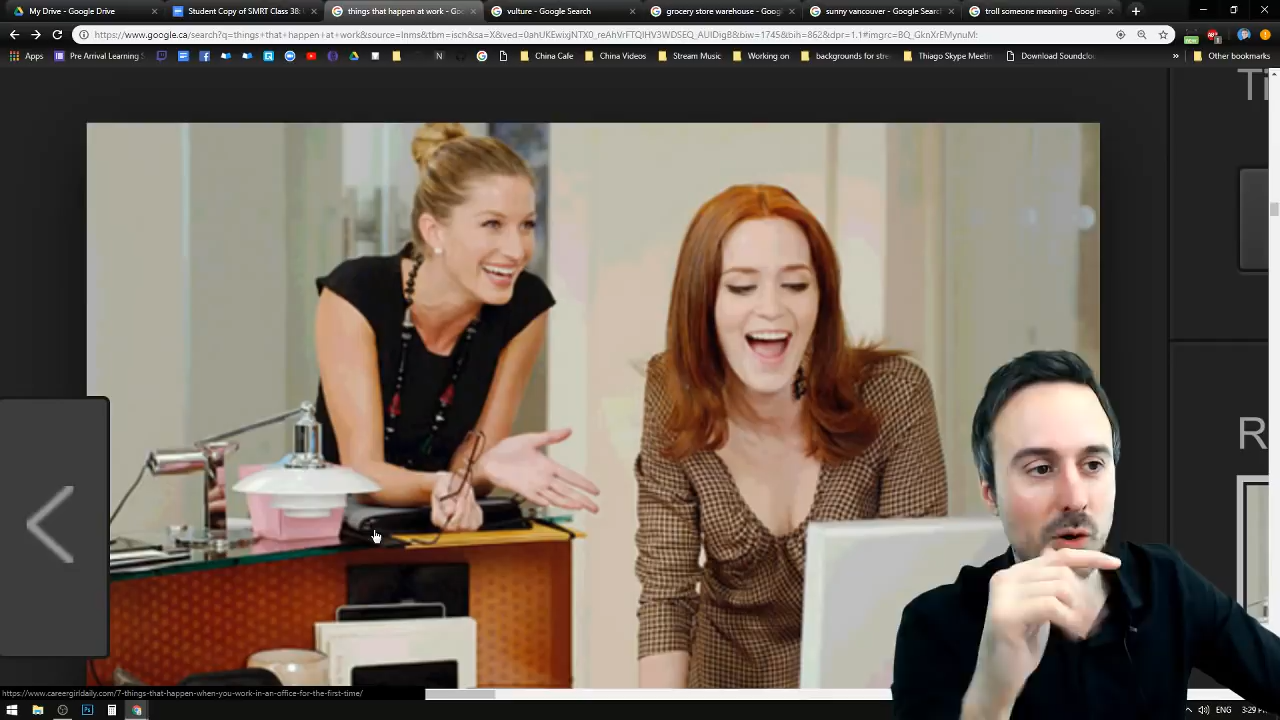 My Drive - Google Drive
Student Copy of SMRT Class 38:
things that happen at work - Goo
vulture - Google Search
grocery store warehouse - Google
sunny vancouver - Google Search
troll someone meaning - Google
https://www.google.ca/search?q=things+that+happen+at+work&source=lnms&tbm=isch&sa=X&ved=0ahUKEwixjNTX0_reAhVrFTQIHV3WDSEQ_AUIDigB&biw=1745&bih=862&dpr=1.1#imgrc=BQ_GknXrEMynuM:
Apps
Pre Arrival Learning S
N
China Cafe
China Videos
Stream Music
Working on
backgrounds for stre
Thiago Skype Meetin
Download Soundclou
»
Other bookmarks
Ti
R
https://www.careergirldaily.com/7-things-that-happen-when-you-work-in-an-office-for-the-first-time/
ENG
3:29